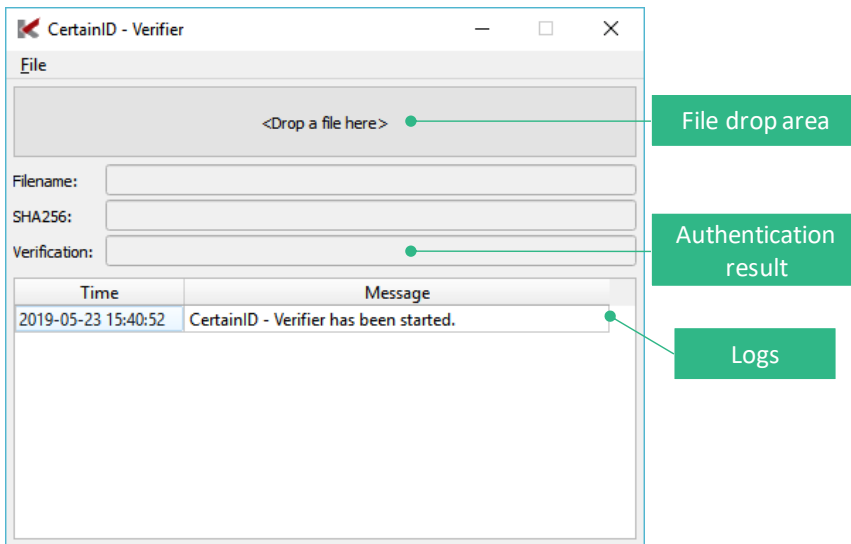 CertainID - Verifier
File
<Drop a file here>
File drop area
Filename:
SHA256:
Verification:
Authentication
result
Time Message
2019-05-23 15:40:52 CertainID - Verifier has been started.
Logs